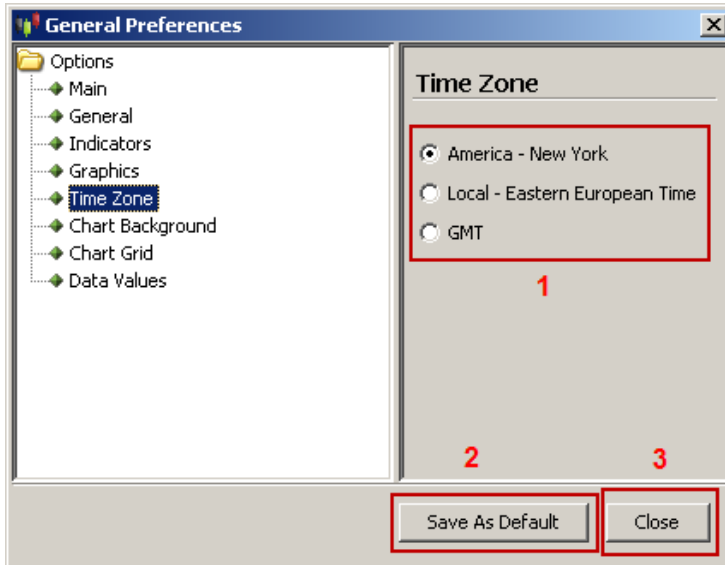 General Preferences
Options
Main
General
Indicators
Graphics
Time Zone
Chart Background
Chart Grid
Data Values
Time Zone
America - New York
Local - Eastern European Time
GMT
1
2
3
Save As Default
Close